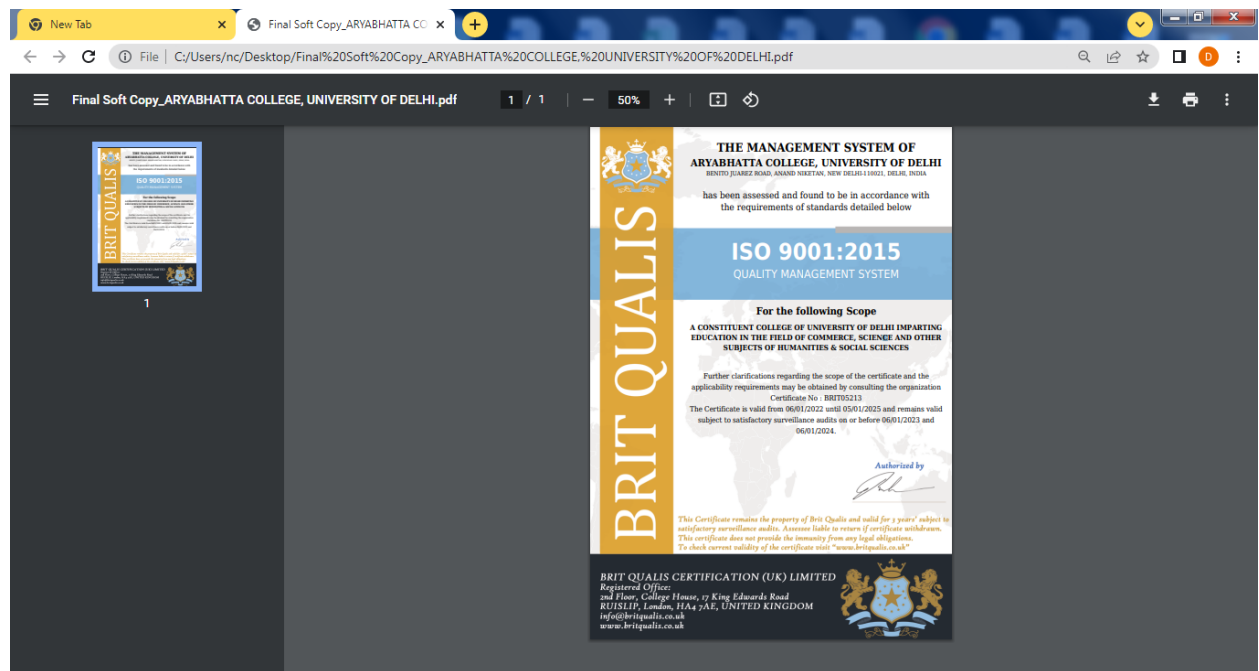 New Tab
Final Soft Copy_ARYABHATTA CO
File | C:/Users/nc/Desktop/Final%20Soft%20Copy_ARYABHATTA%20COLLEGE,%20UNIVERSITY%20OF%20DELHI.pdf
D
Final Soft Copy_ARYABHATTA COLLEGE, UNIVERSITY OF DELHI.pdf
1 / 1
50%
1
BRIT QUALIS
THE MANAGEMENT SYSTEM OF
ARYABHATTA COLLEGE, UNIVERSITY OF DELHI
BENITO JUAREZ ROAD, ANAND NIKETAN, NEW DELHI-110021, DELHI, INDIA
has been assessed and found to be in accordance with
the requirements of standards detailed below
ISO 9001:2015
QUALITY MANAGEMENT SYSTEM
For the following Scope
A CONSTITUENT COLLEGE OF UNIVERSITY OF DELHI IMPARTING
EDUCATION IN THE FIELD OF COMMERCE, SCIENCE AND OTHER
SUBJECTS OF HUMANITIES & SOCIAL SCIENCES
Further clarifications regarding the scope of the certificate and the
applicability requirements may be obtained by consulting the organization
Certificate No : BRIT05213
The Certificate is valid from 06/01/2022 until 05/01/2025 and remains valid
subject to satisfactory surveillance audits on or before 06/01/2023 and
06/01/2024.
Authorized by
This Certificate remains the property of Brit Qualis and valid for 3 years' subject to
satisfactory surveillance audits. Assessee liable to return if certificate withdrawn.
This certificate does not provide the immunity from any legal obligations.
To check current validity of the certificate visit "www.britqualis.co.uk"
BRIT QUALIS CERTIFICATION (UK) LIMITED
Registered Office:
2nd Floor, College House, 17 King Edwards Road
RUISLIP, London, HA4 7AE, UNITED KINGDOM
info@britqualis.co.uk
www.britqualis.co.uk